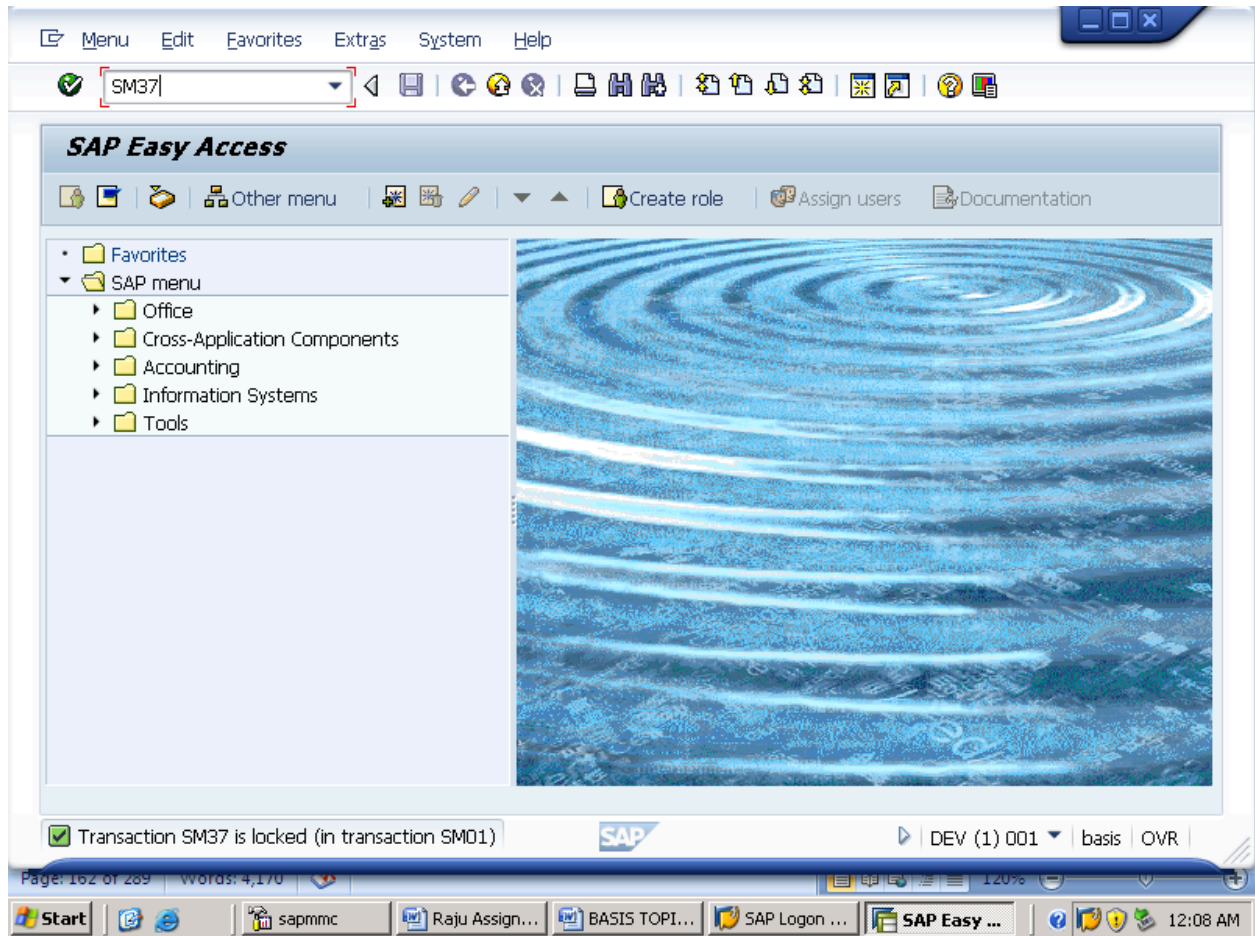 Menu Edit Favorites Extras System Help
SM37
SAP Easy Access
Other menu Create role Assign users Documentation
Favorites
SAP menu
Office
Cross-Application Components
Accounting
Information Systems
Tools
Transaction SM37 is locked (in transaction SM01) SAP DEV (1) 001 basis OVR
Page: 162 of 289 Words: 4,170 120%
Start sapmmc Raju Assign... BASIS TOPI... SAP Logon ... SAP Easy ... 12:08 AM